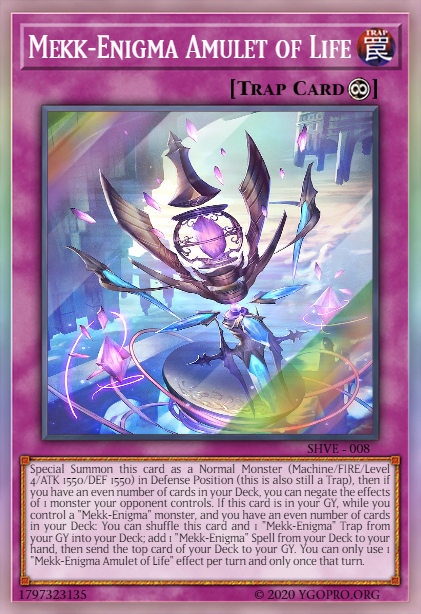 Mekk-Enigma Amulet of Life
TRAP
罠
[Trap Card]
SHVE - 008
Special Summon this card as a Normal Monster (Machine/FIRE/Level
4/ATK 1550/DEF 1550) in Defense Position (this is also still a Trap), then if
you have an even number of cards in your Deck, you can negate the effects
of 1 monster your opponent controls. If this card is in your GY, while you
control a "Mekk-Enigma" monster, and you have an even number of cards
in your Deck: You can shuffle this card and 1 "Mekk-Enigma" Trap from
your GY into your Deck; add 1 "Mekk-Enigma" Spell from your Deck to your
hand, then send the top card of your Deck to your GY. You can only use 1
"Mekk-Enigma Amulet of Life" effect per turn and only once that turn.
1797323135
© 2020 YGOPRO.ORG